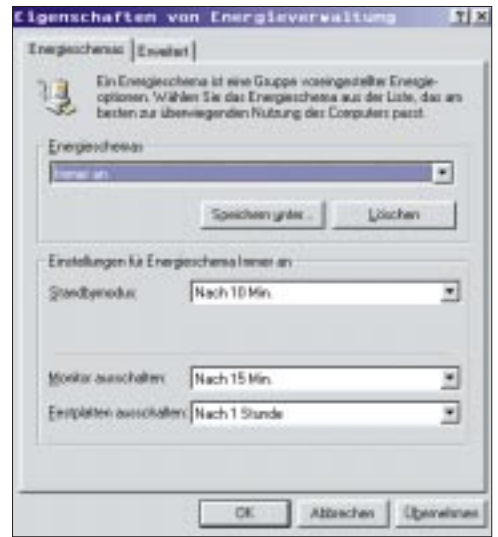 Eigenschaften von Energieverwaltung
Energieschemas
Erweitert
Ein Energieschema ist eine Gruppe voreingestellter Energie-
optionen. Wählen Sie das Energieschema aus der Liste, das am
besten zur überwiegenden Nutzung des Computers passt.
Energieschemas
Immer an
Speichern unter...
Löschen
Einstellungen für Energieschema Immer an
Standbymodus:
Nach 10 Min.
Monitor ausschalten:
Nach 15 Min.
Festplatten ausschalten:
Nach 1 Stunde
OK
Abbrechen
Übernehmen